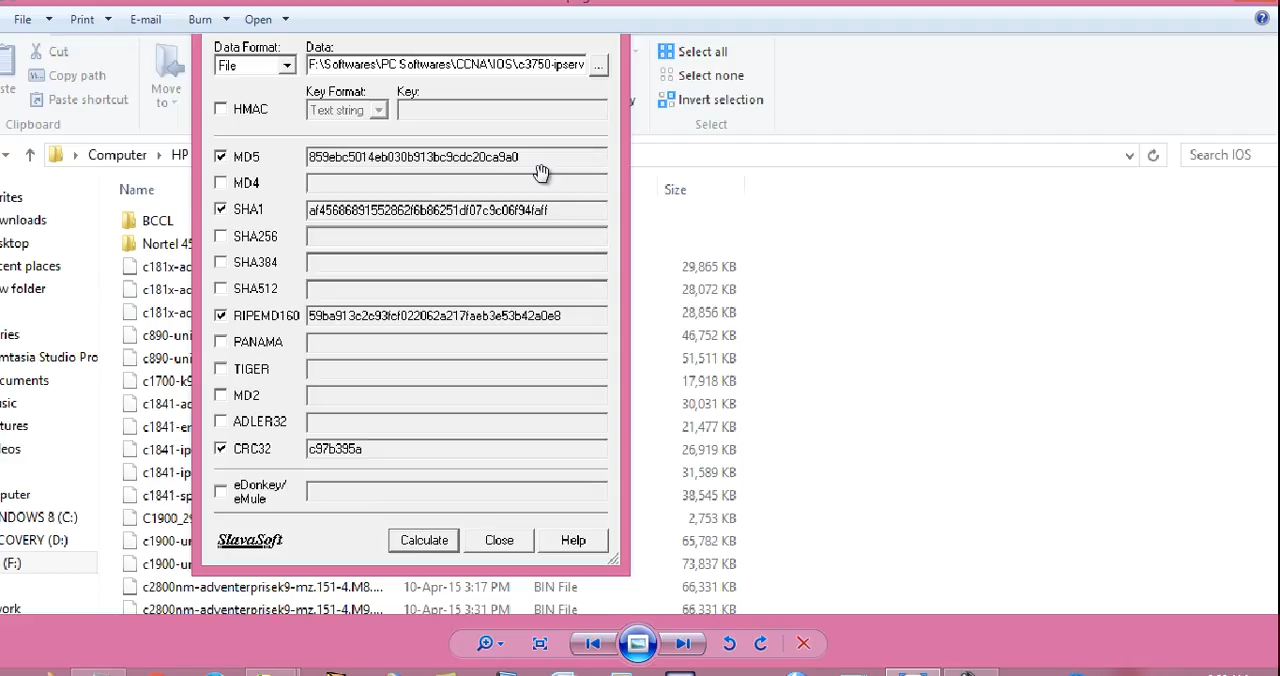 File Print E-mail Burn Open
Cut
Copy path
Paste shortcut
Clipboard
Move
to
Data Format:
File
Data:
F:\Softwares\PC Softwares\CCNA\IOS\c3750-ipserv
...
HMAC
Key Format:
Text string
Key:
MD5 859ebc5014eb030b913bc9cdc20ca9a0
MD4
SHA1 af45686891552862f6b86251df07c9c06f94faff
SHA256
SHA384
SHA512
RIPEMD160 59ba913c2c93fcf022062a217faeb3e53b42a0e8
PANAMA
TIGER
MD2
ADLER32
CRC32 c97b395a
eDonkey/
eMule
SlavaSoft
Calculate Close Help
Select all
Select none
Invert selection
Select
Computer HP
Search IOS
Name Size
rites
ownloads
sktop
cent places
w folder
ries
mtasia Studio Pro
cuments
sic
tures
eos
mputer
NDOWS 8 (C:)
COVERY (D:)
(F:)
work
BCCL
Nortel 45
c181x-ad 29,865 KB
c181x-ad 28,072 KB
c181x-ad 28,856 KB
c890-uni 46,752 KB
c890-uni 51,511 KB
c1700-k9 17,918 KB
c1841-ad 30,031 KB
c1841-en 21,477 KB
c1841-ip 26,919 KB
c1841-ip 31,589 KB
c1841-sp 38,545 KB
C1900_2 2,753 KB
c1900-un 65,782 KB
c1900-un 73,837 KB
c2800nm-adventerprisek9-mz.151-4.M8.... 10-Apr-15 3:17 PM BIN File 66,331 KB
c2800nm-adventerprisek9-mz.151-4.M9.... 10-Apr-15 3:31 PM BIN File 66,331 KB